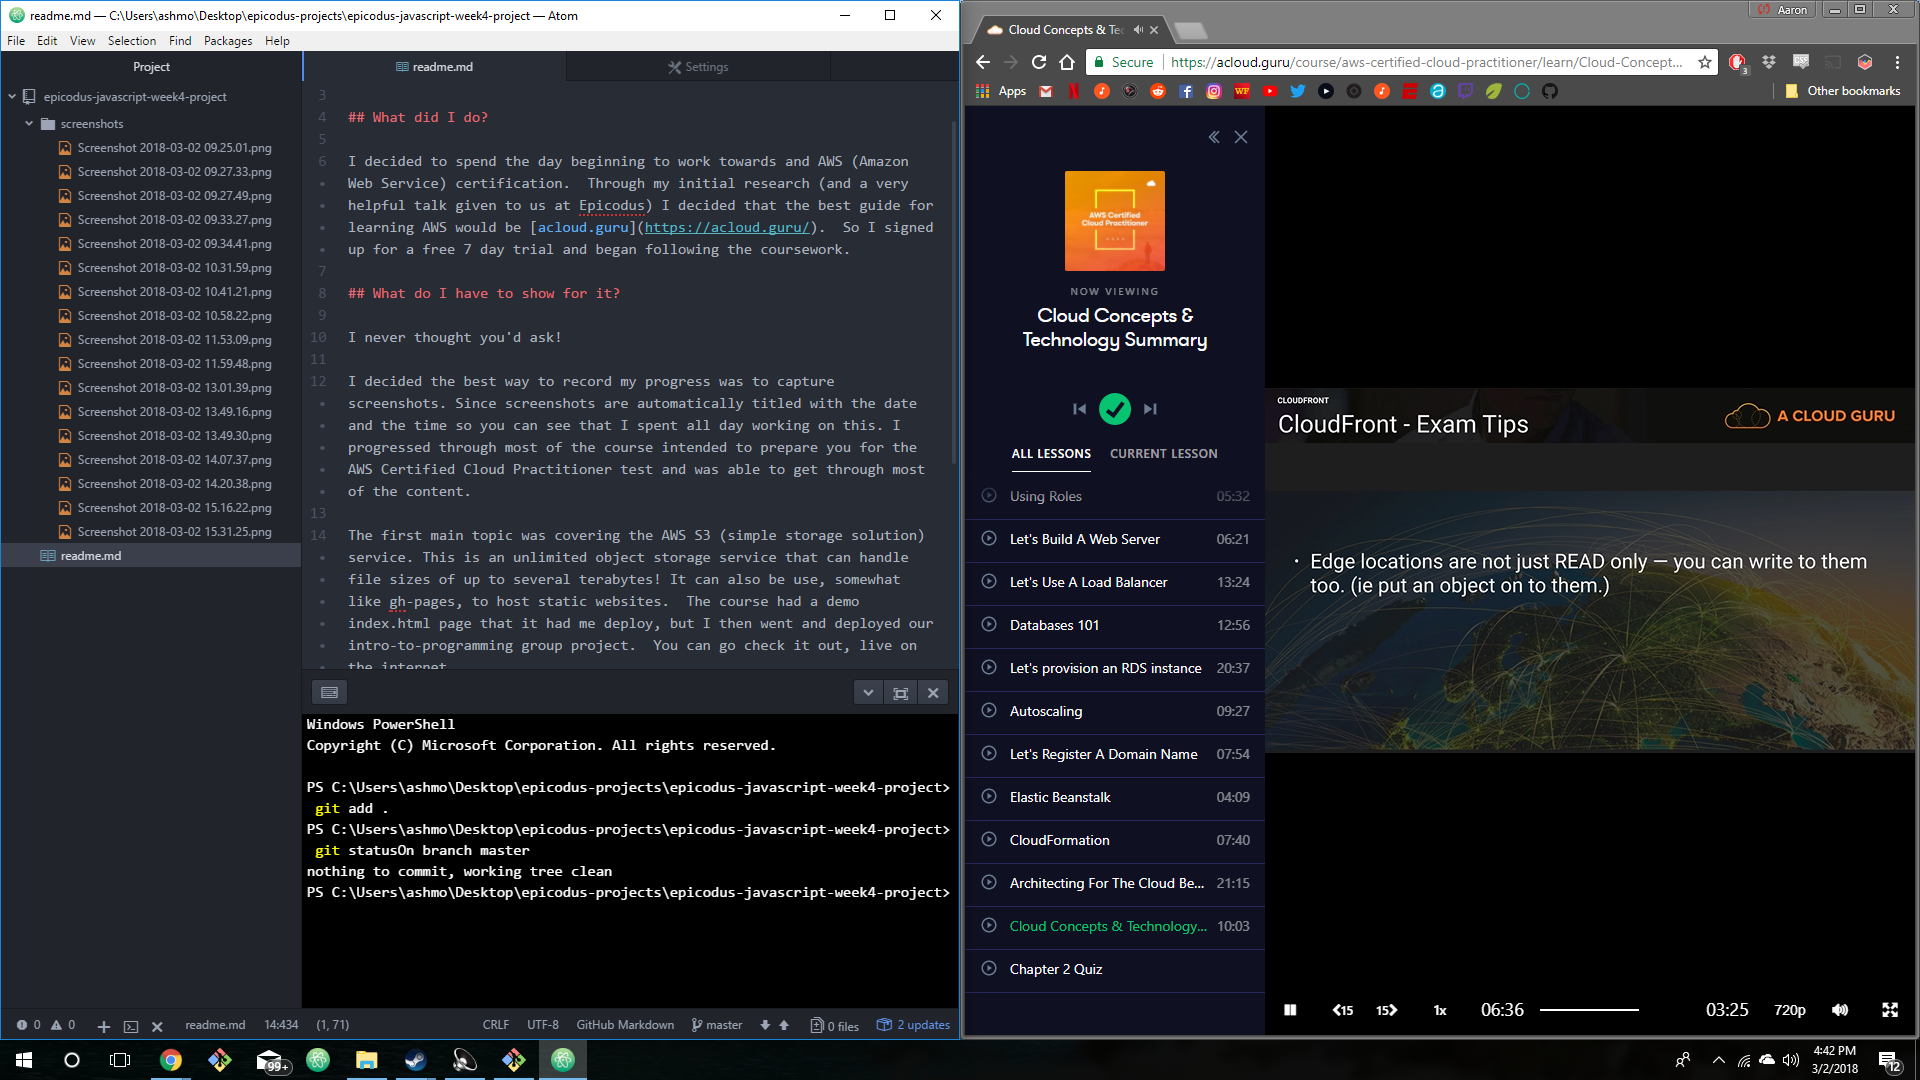 readme.md — C:\Users\ashmo\Desktop\epicodus-projects\epicodus-javascript-week4-project — Atom
File Edit View Selection Find Packages Help
Project
epicodus-javascript-week4-project
screenshots
Screenshot 2018-03-02 09.25.01.png
Screenshot 2018-03-02 09.27.33.png
Screenshot 2018-03-02 09.27.49.png
Screenshot 2018-03-02 09.33.27.png
Screenshot 2018-03-02 09.34.41.png
Screenshot 2018-03-02 10.31.59.png
Screenshot 2018-03-02 10.41.21.png
Screenshot 2018-03-02 10.58.22.png
Screenshot 2018-03-02 11.53.09.png
Screenshot 2018-03-02 11.59.48.png
Screenshot 2018-03-02 13.01.39.png
Screenshot 2018-03-02 13.49.16.png
Screenshot 2018-03-02 13.49.30.png
Screenshot 2018-03-02 14.07.37.png
Screenshot 2018-03-02 14.20.38.png
Screenshot 2018-03-02 15.16.22.png
Screenshot 2018-03-02 15.31.25.png
readme.md
readme.md Settings
3
4 ## What did I do?
5
6 I decided to spend the day beginning to work towards and AWS (Amazon
Web Service) certification.  Through my initial research (and a very
helpful talk given to us at Epicodus) I decided that the best guide for
learning AWS would be [acloud.guru](https://acloud.guru/).  So I signed
up for a free 7 day trial and began following the coursework.
7
8 ## What do I have to show for it?
9
10 I never thought you'd ask!
11
12 I decided the best way to record my progress was to capture
screenshots. Since screenshots are automatically titled with the date
and the time so you can see that I spent all day working on this. I
progressed through most of the course intended to prepare you for the
AWS Certified Cloud Practitioner test and was able to get through most
of the content.
13
14 The first main topic was covering the AWS S3 (simple storage solution)
service. This is an unlimited object storage service that can handle
file sizes of up to several terabytes! It can also be use, somewhat
like gh-pages, to host static websites.  The course had a demo
index.html page that it had me deploy, but I then went and deployed our
intro-to-programming group project.  You can go check it out, live on
the internet
Windows PowerShell
Copyright (C) Microsoft Corporation. All rights reserved.
PS C:\Users\ashmo\Desktop\epicodus-projects\epicodus-javascript-week4-project>
git add .
PS C:\Users\ashmo\Desktop\epicodus-projects\epicodus-javascript-week4-project>
git statusOn branch master
nothing to commit, working tree clean
PS C:\Users\ashmo\Desktop\epicodus-projects\epicodus-javascript-week4-project>
0 0 readme.md 14:434 (1, 71) CRLF UTF-8 GitHub Markdown master 0 files 2 updates
Aaron
Cloud Concepts & Tec
Secure https://acloud.guru/course/aws-certified-cloud-practitioner/learn/Cloud-Concept...
3
Apps Other bookmarks
AWS Certified
Cloud Practitioner
NOW VIEWING
Cloud Concepts &
Technology Summary
ALL LESSONS CURRENT LESSON
Using Roles 05:32
Let's Build A Web Server 06:21
Let's Use A Load Balancer 13:24
Databases 101 12:56
Let's provision an RDS instance 20:37
Autoscaling 09:27
Let's Register A Domain Name 07:54
Elastic Beanstalk 04:09
CloudFormation 07:40
Architecting For The Cloud Be... 21:15
Cloud Concepts & Technology... 10:03
Chapter 2 Quiz
CLOUDFRONT
CloudFront - Exam Tips
A CLOUD GURU
• Edge locations are not just READ only — you can write to them
too. (ie put an object on to them.)
15 15 1x 06:36 03:25 720p
99+
4:42 PM
3/2/2018
12